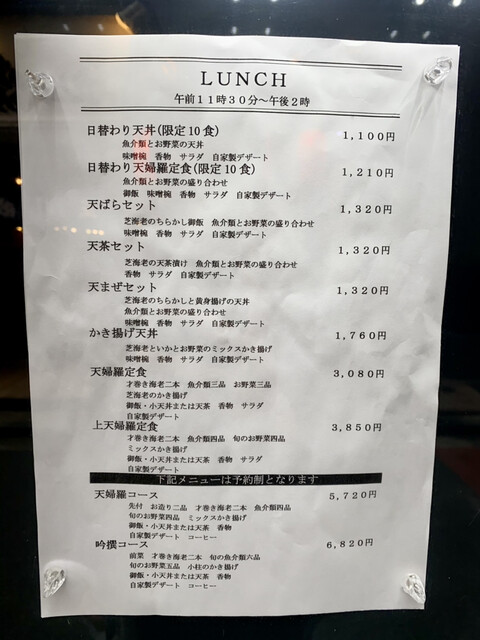 LUNCH
午前11時30分～午後2時
日替わり天丼(限定10食) 1,100円
魚介類とお野菜の天丼
味噌椀 香物 サラダ 自家製デザート
日替わり天婦羅定食(限定10食) 1,210円
魚介類とお野菜の盛り合わせ
御飯 味噌椀 香物 サラダ 自家製デザート
天ばらセット 1,320円
芝海老のちらかし御飯 魚介類とお野菜の盛り合わせ
味噌椀 香物 サラダ 自家製デザート
天茶セット 1,320円
芝海老の天茶漬け 魚介類とお野菜の盛り合わせ
香物 サラダ 自家製デザート
天まぜセット 1,320円
芝海老のちらかしと黄身揚げの天丼
魚介類とお野菜の盛り合わせ
味噌椀 香物 サラダ 自家製デザート
かき揚げ天丼 1,760円
芝海老といかとお野菜のミックスかき揚げ
味噌椀 香物 サラダ 自家製デザート
天婦羅定食 3,080円
才巻き海老二本 魚介類三品 お野菜三品
芝海老のかき揚げ
御飯・小天丼または天茶 香物 サラダ
自家製デザート
上天婦羅定食 3,850円
才巻き海老二本 魚介類四品 旬のお野菜四品
ミックスかき揚げ
御飯・小天丼または天茶 香物 サラダ
自家製デザート
下記メニューは予約制となります
天婦羅コース 5,720円
先付 お造り二品 才巻き海老二本 魚介類四品
旬のお野菜四品 ミックスかき揚げ
御飯・小天丼または天茶 香物
自家製デザート コーヒー
吟撰コース 6,820円
前菜 才巻き海老二本 旬の魚介類六品
旬のお野菜五品 小柱のかき揚げ
御飯・小天丼または天茶 香物
自家製デザート コーヒー